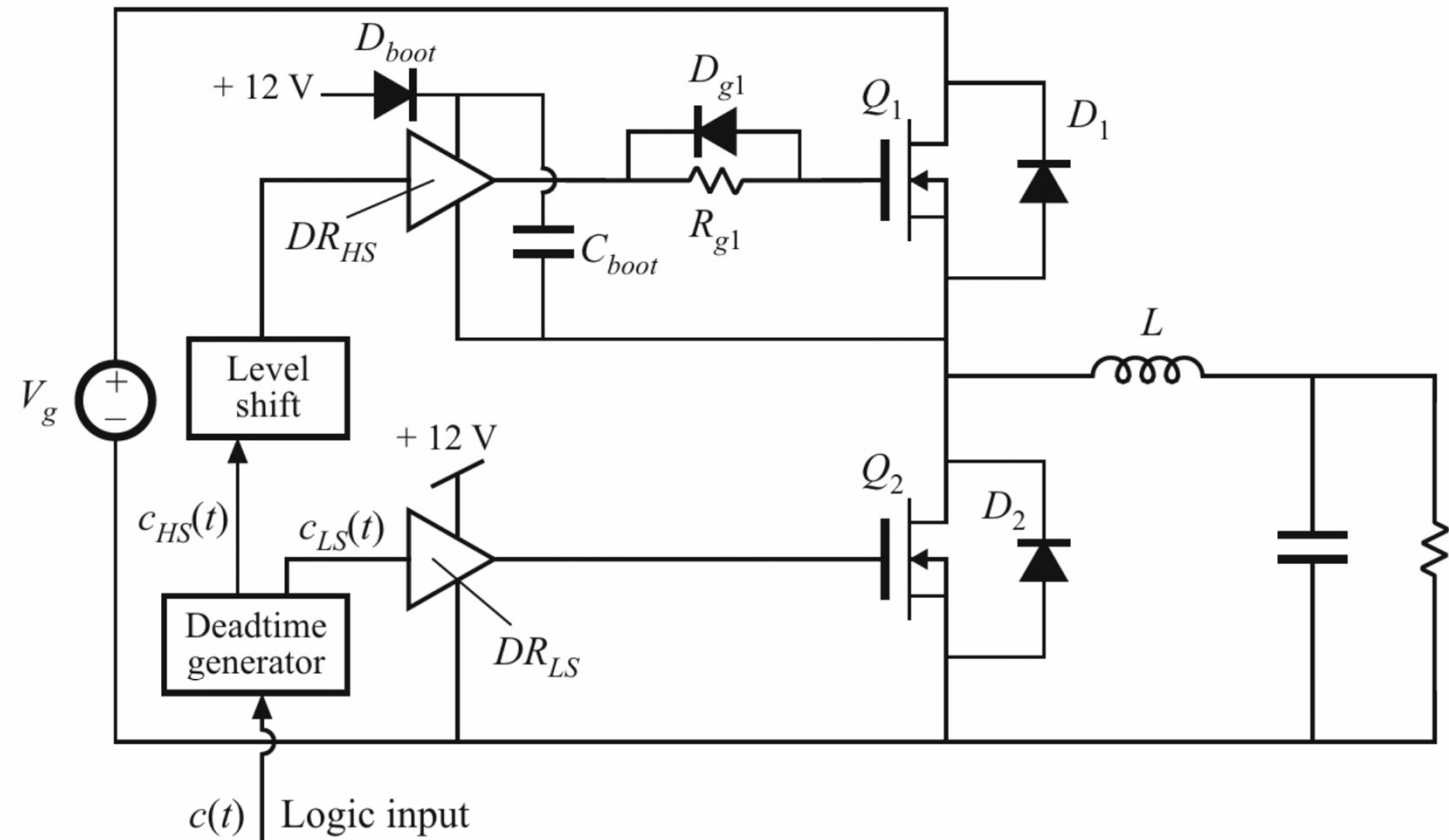 D_boot
+ 12 V
D_g1
Q_1
D_1
DR_HS
R_g1
C_boot
L
Level
shift
V_g
+
−
+ 12 V
Q_2
D_2
c_HS(t)
c_LS(t)
Deadtime
generator
DR_LS
c(t) Logic input